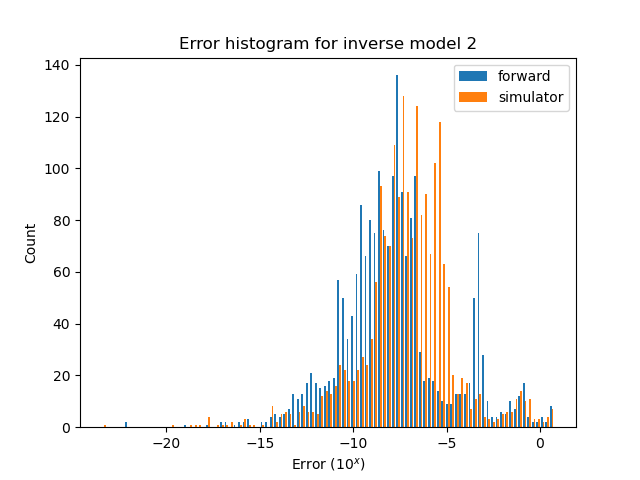 Error histogram for inverse model 2
140
120
100
80
60
40
20
0
Count
forward
simulator
−20
−15
−10
−5
0
Error (10^x)